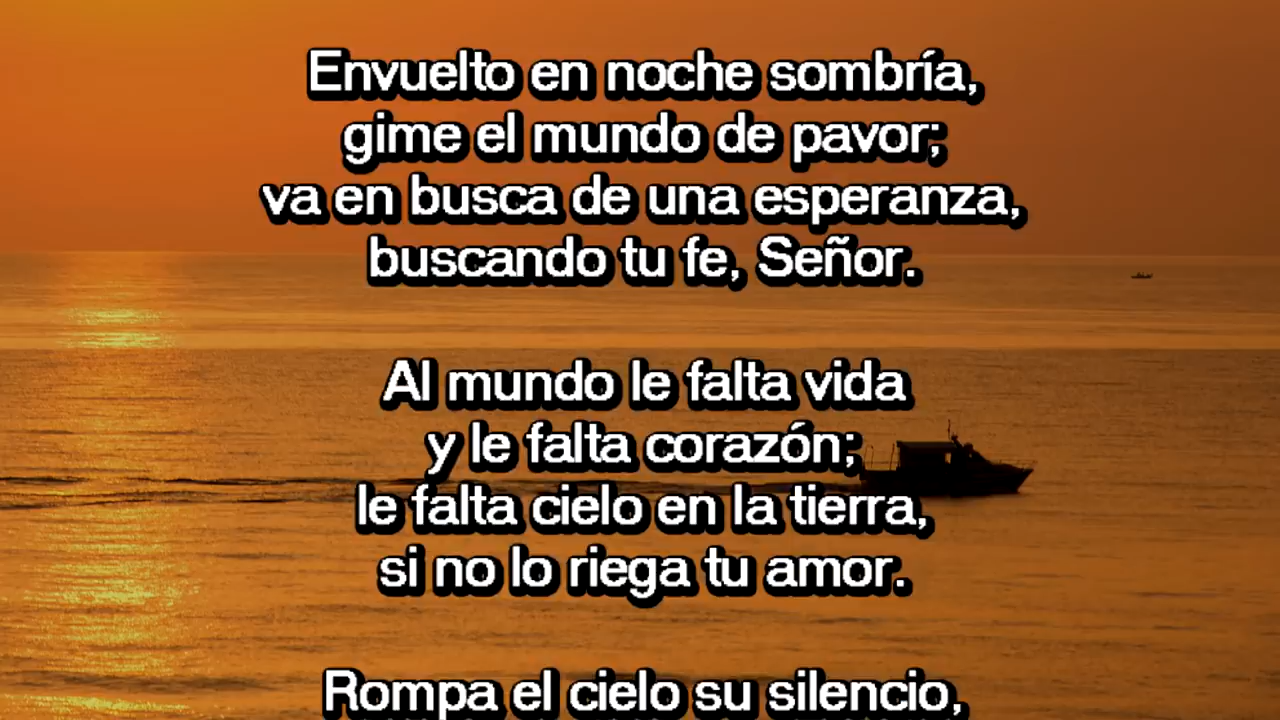 Envuelto en noche sombría,
gime el mundo de pavor;
va en busca de una esperanza,
buscando tu fe, Señor.
Al mundo le falta vida
y le falta corazón;
le falta cielo en la tierra,
si no lo riega tu amor.
Rompa el cielo su silencio,